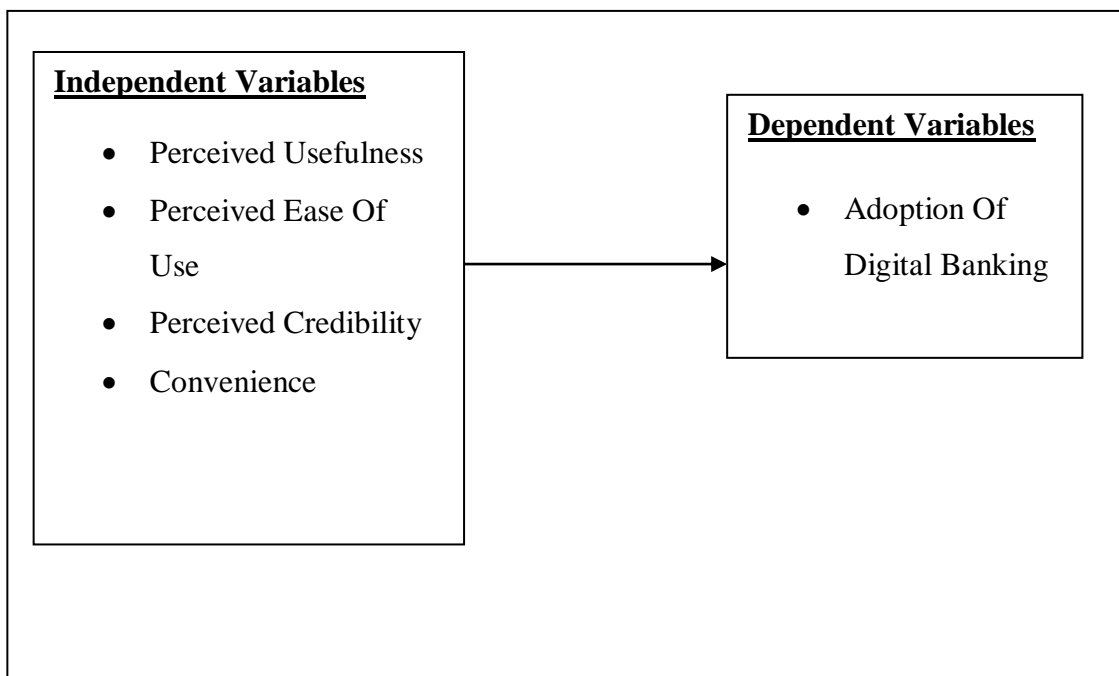 Independent Variables
• Perceived Usefulness
• Perceived Ease Of
Use
• Perceived Credibility
• Convenience
Dependent Variables
• Adoption Of
Digital Banking